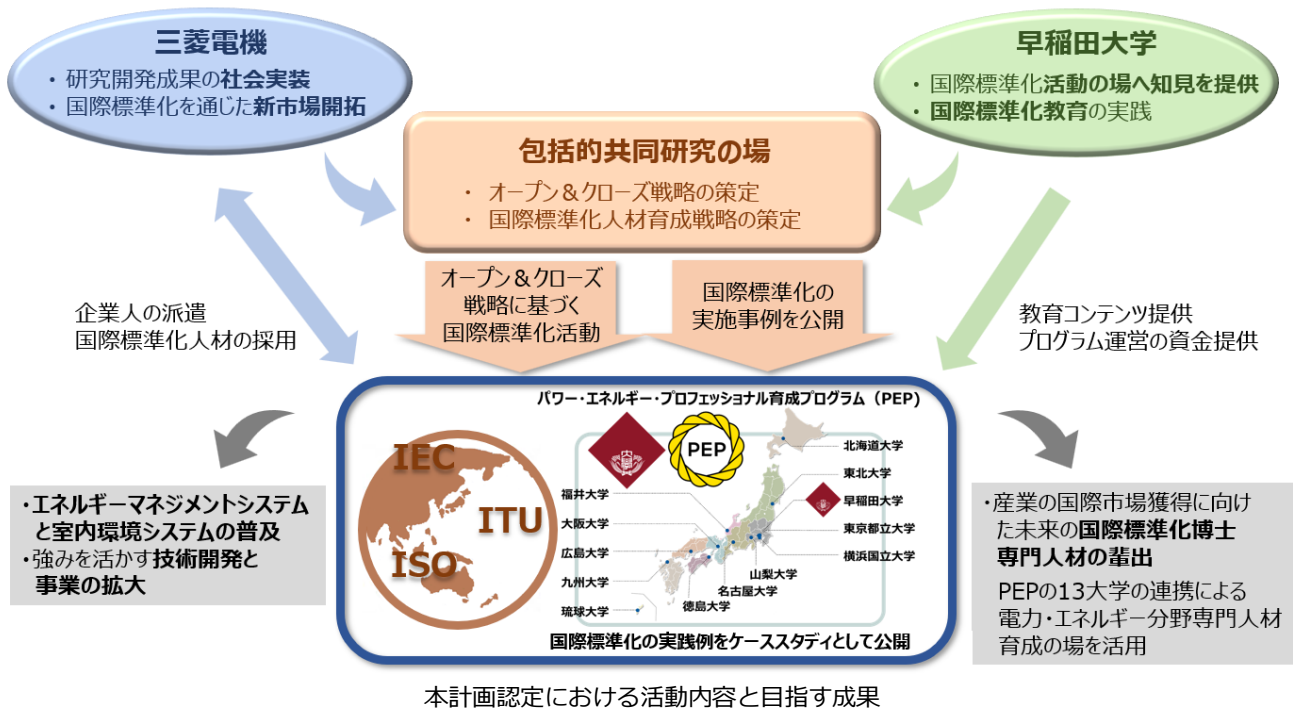 三菱電機
・ 研究開発成果の社会実装
・ 国際標準化を通じた新市場開拓
早稲田大学
・ 国際標準化活動の場へ知見を提供
・ 国際標準化教育の実践
包括的共同研究の場
・ オープン＆クローズ戦略の策定
・ 国際標準化人材育成戦略の策定
オープン＆クローズ
戦略に基づく
国際標準化活動
国際標準化の
実施事例を公開
企業人の派遣
国際標準化人材の採用
教育コンテンツ提供
プログラム運営の資金提供
パワー・エネルギー・プロフェッショナル育成プログラム（PEP)
IEC
ITU
ISO
PEP
北海道大学
東北大学
早稲田大学
東京都立大学
横浜国立大学
山梨大学
名古屋大学
徳島大学
福井大学
大阪大学
広島大学
九州大学
琉球大学
国際標準化の実践例をケーススタディとして公開
・エネルギーマネジメントシステム
と室内環境システムの普及
・強みを活かす技術開発と
事業の拡大
・産業の国際市場獲得に向け
た未来の国際標準化博士
専門人材の輩出
PEPの13大学の連携による
電力・エネルギー分野専門人材
育成の場を活用
本計画認定における活動内容と目指す成果